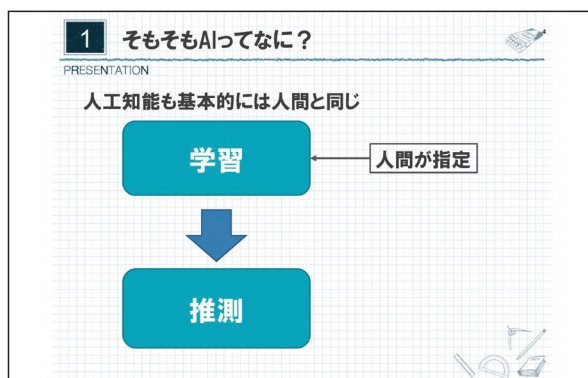 1 そもそもAIってなに？
PRESENTATION
人工知能も基本的には人間と同じ
学習
人間が指定
推測